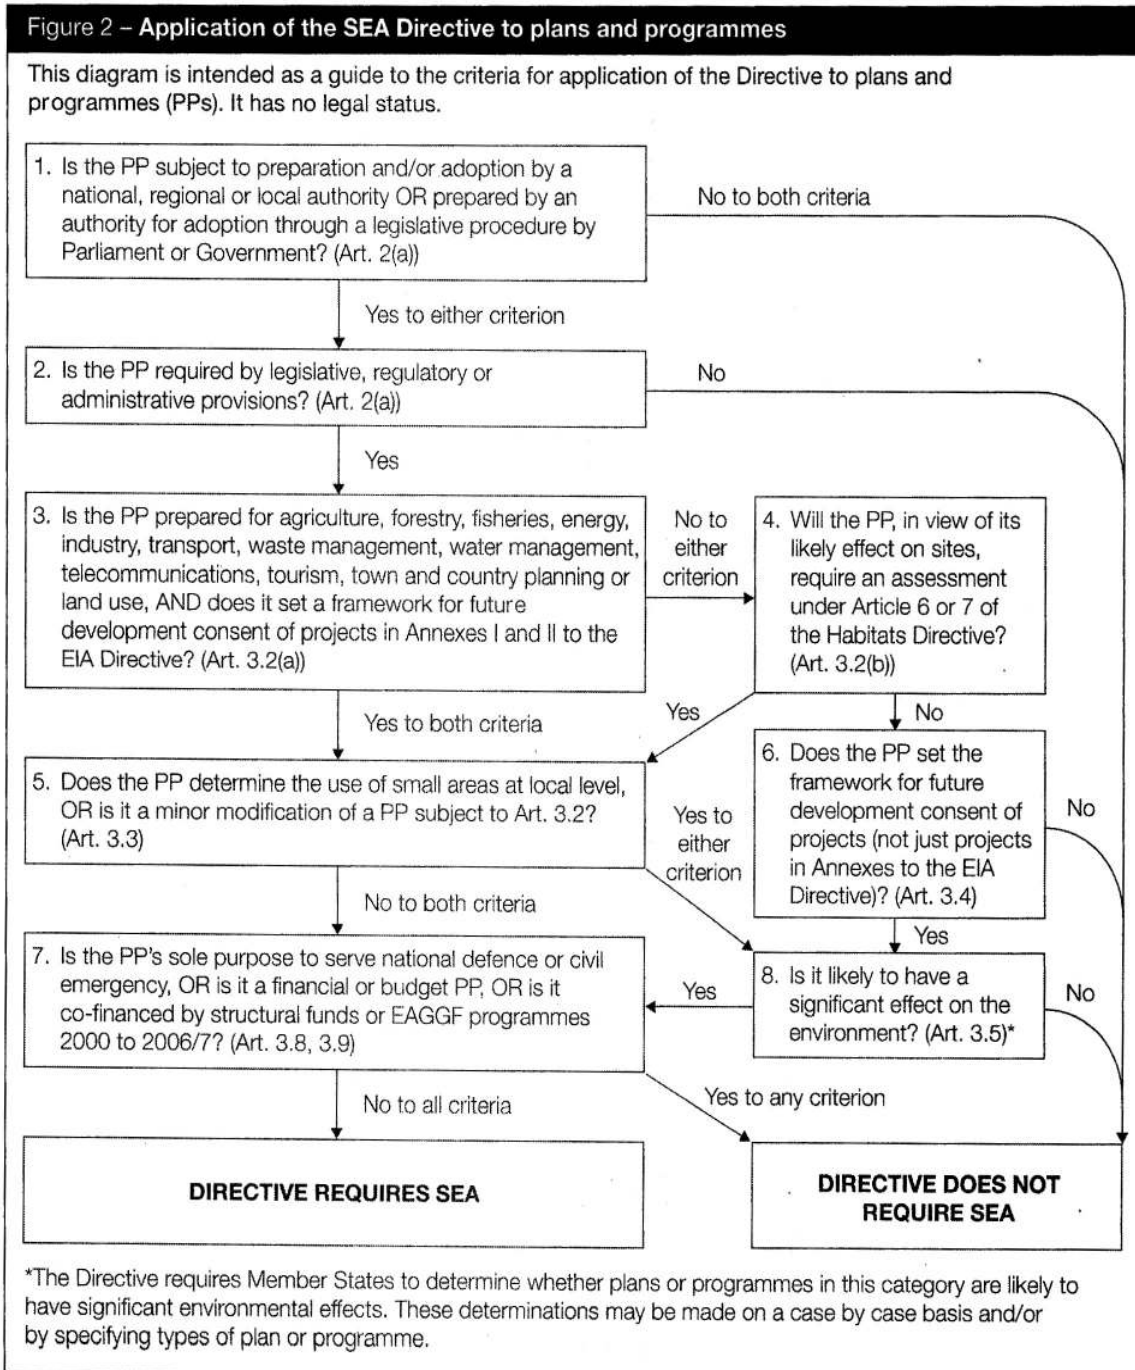 Figure 2 – Application of the SEA Directive to plans and programmes
This diagram is intended as a guide to the criteria for application of the Directive to plans and
programmes (PPs). It has no legal status.
1. Is the PP subject to preparation and/or adoption by a
national, regional or local authority OR prepared by an
authority for adoption through a legislative procedure by
Parliament or Government? (Art. 2(a))
No to both criteria
Yes to either criterion
2. Is the PP required by legislative, regulatory or
administrative provisions? (Art. 2(a))
No
Yes
3. Is the PP prepared for agriculture, forestry, fisheries, energy,
industry, transport, waste management, water management,
telecommunications, tourism, town and country planning or
land use, AND does it set a framework for future
development consent of projects in Annexes I and II to the
EIA Directive? (Art. 3.2(a))
No to
either
criterion
4. Will the PP, in view of its
likely effect on sites,
require an assessment
under Article 6 or 7 of
the Habitats Directive?
(Art. 3.2(b))
Yes to both criteria
Yes
No
5. Does the PP determine the use of small areas at local level,
OR is it a minor modification of a PP subject to Art. 3.2?
(Art. 3.3)
Yes to
either
criterion
6. Does the PP set the
framework for future
development consent of
projects (not just projects
in Annexes to the EIA
Directive)? (Art. 3.4)
No
No to both criteria
Yes
7. Is the PP's sole purpose to serve national defence or civil
emergency, OR is it a financial or budget PP, OR is it
co-financed by structural funds or EAGGF programmes
2000 to 2006/7? (Art. 3.8, 3.9)
Yes
8. Is it likely to have a
significant effect on the
environment? (Art. 3.5)*
No
No to all criteria
Yes to any criterion
DIRECTIVE REQUIRES SEA
DIRECTIVE DOES NOT
REQUIRE SEA
*The Directive requires Member States to determine whether plans or programmes in this category are likely to
have significant environmental effects. These determinations may be made on a case by case basis and/or
by specifying types of plan or programme.